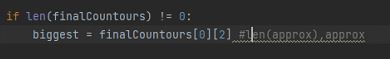 if len(finalCountours) != 0:
    biggest = finalCountours[0][2] #len(approx),approx